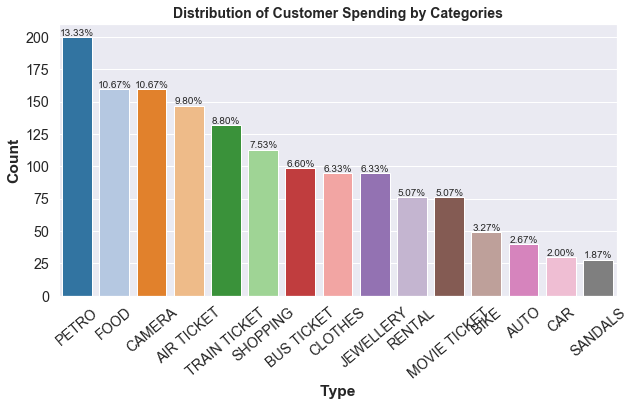 Distribution of Customer Spending by Categories
Count
200
175
150
125
100
75
50
25
0
13.33%
10.67%
10.67%
9.80%
8.80%
7.53%
6.60%
6.33%
6.33%
5.07%
5.07%
3.27%
2.67%
2.00%
1.87%
PETRO
FOOD
CAMERA
AIR TICKET
TRAIN TICKET
SHOPPING
BUS TICKET
CLOTHES
JEWELLERY
RENTAL
MOVIE TICKET
BIKE
AUTO
CAR
SANDALS
Type